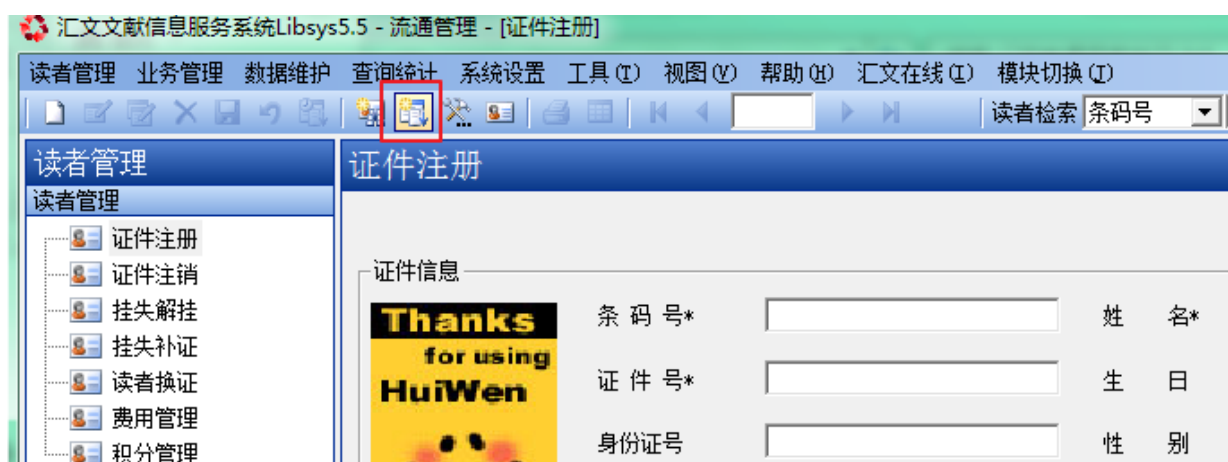 汇文文献信息服务系统Libsys5.5 - 流通管理 - [证件注册]
读者管理 业务管理 数据维护 查询统计 系统设置 工具(T) 视图(V) 帮助(H) 汇文在线(I) 模块切换(J)
读者检索 条码号
读者管理
证件注册
读者管理
证件注册
证件注销
挂失解挂
挂失补证
读者换证
费用管理
积分管理
证件信息
Thanks
for using
HuiWen
条 码 号* 姓 名*
证 件 号* 生 日
身份证号 性 别